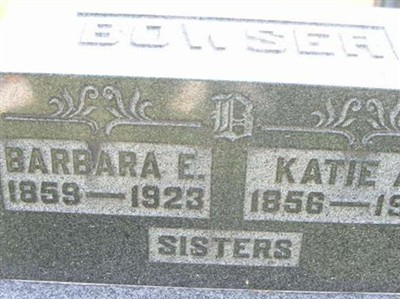 BOWSER
B
BARBARA E. KATIE A
1859—1923 1856—19
SISTERS